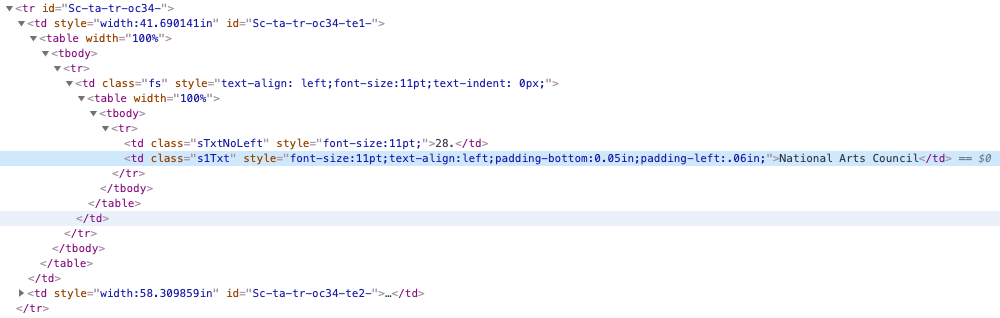 ▼<tr id="Sc-ta-tr-oc34-">
▼<td style="width:41.690141in" id="Sc-ta-tr-oc34-te1-">
▼<table width="100%">
▼<tbody>
▼<tr>
▼<td class="fs" style="text-align: left;font-size:11pt;text-indent: 0px;">
▼<table width="100%">
▼<tbody>
▼<tr>
<td class="sTxtNoLeft" style="font-size:11pt;">28.</td>
<td class="s1Txt" style="font-size:11pt;text-align:left;padding-bottom:0.05in;padding-left:.06in;">National Arts Council</td> == $0
</tr>
</tbody>
</table>
</td>
</tr>
</tbody>
</table>
</td>
▶<td style="width:58.309859in" id="Sc-ta-tr-oc34-te2-">…</td>
</tr>